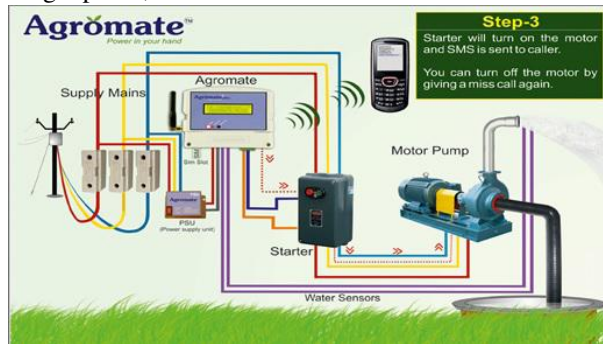 Agromate™
Power in your hand
Step-3
Starter will turn on the motor
and SMS is sent to caller.
You can turn off the motor by
giving a miss call again.
Supply Mains
Agromate
Agromate
Sim Slot
Agromate
PSU
(Power supply unit)
Starter
Motor Pump
Water Sensors